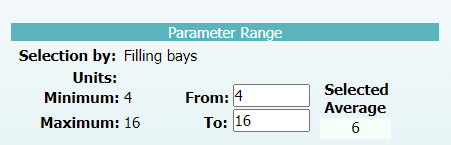 Parameter Range
Selection by: Filling bays
Units:
Minimum: 4 From: 4 Selected
Average
Maximum: 16 To: 16 6